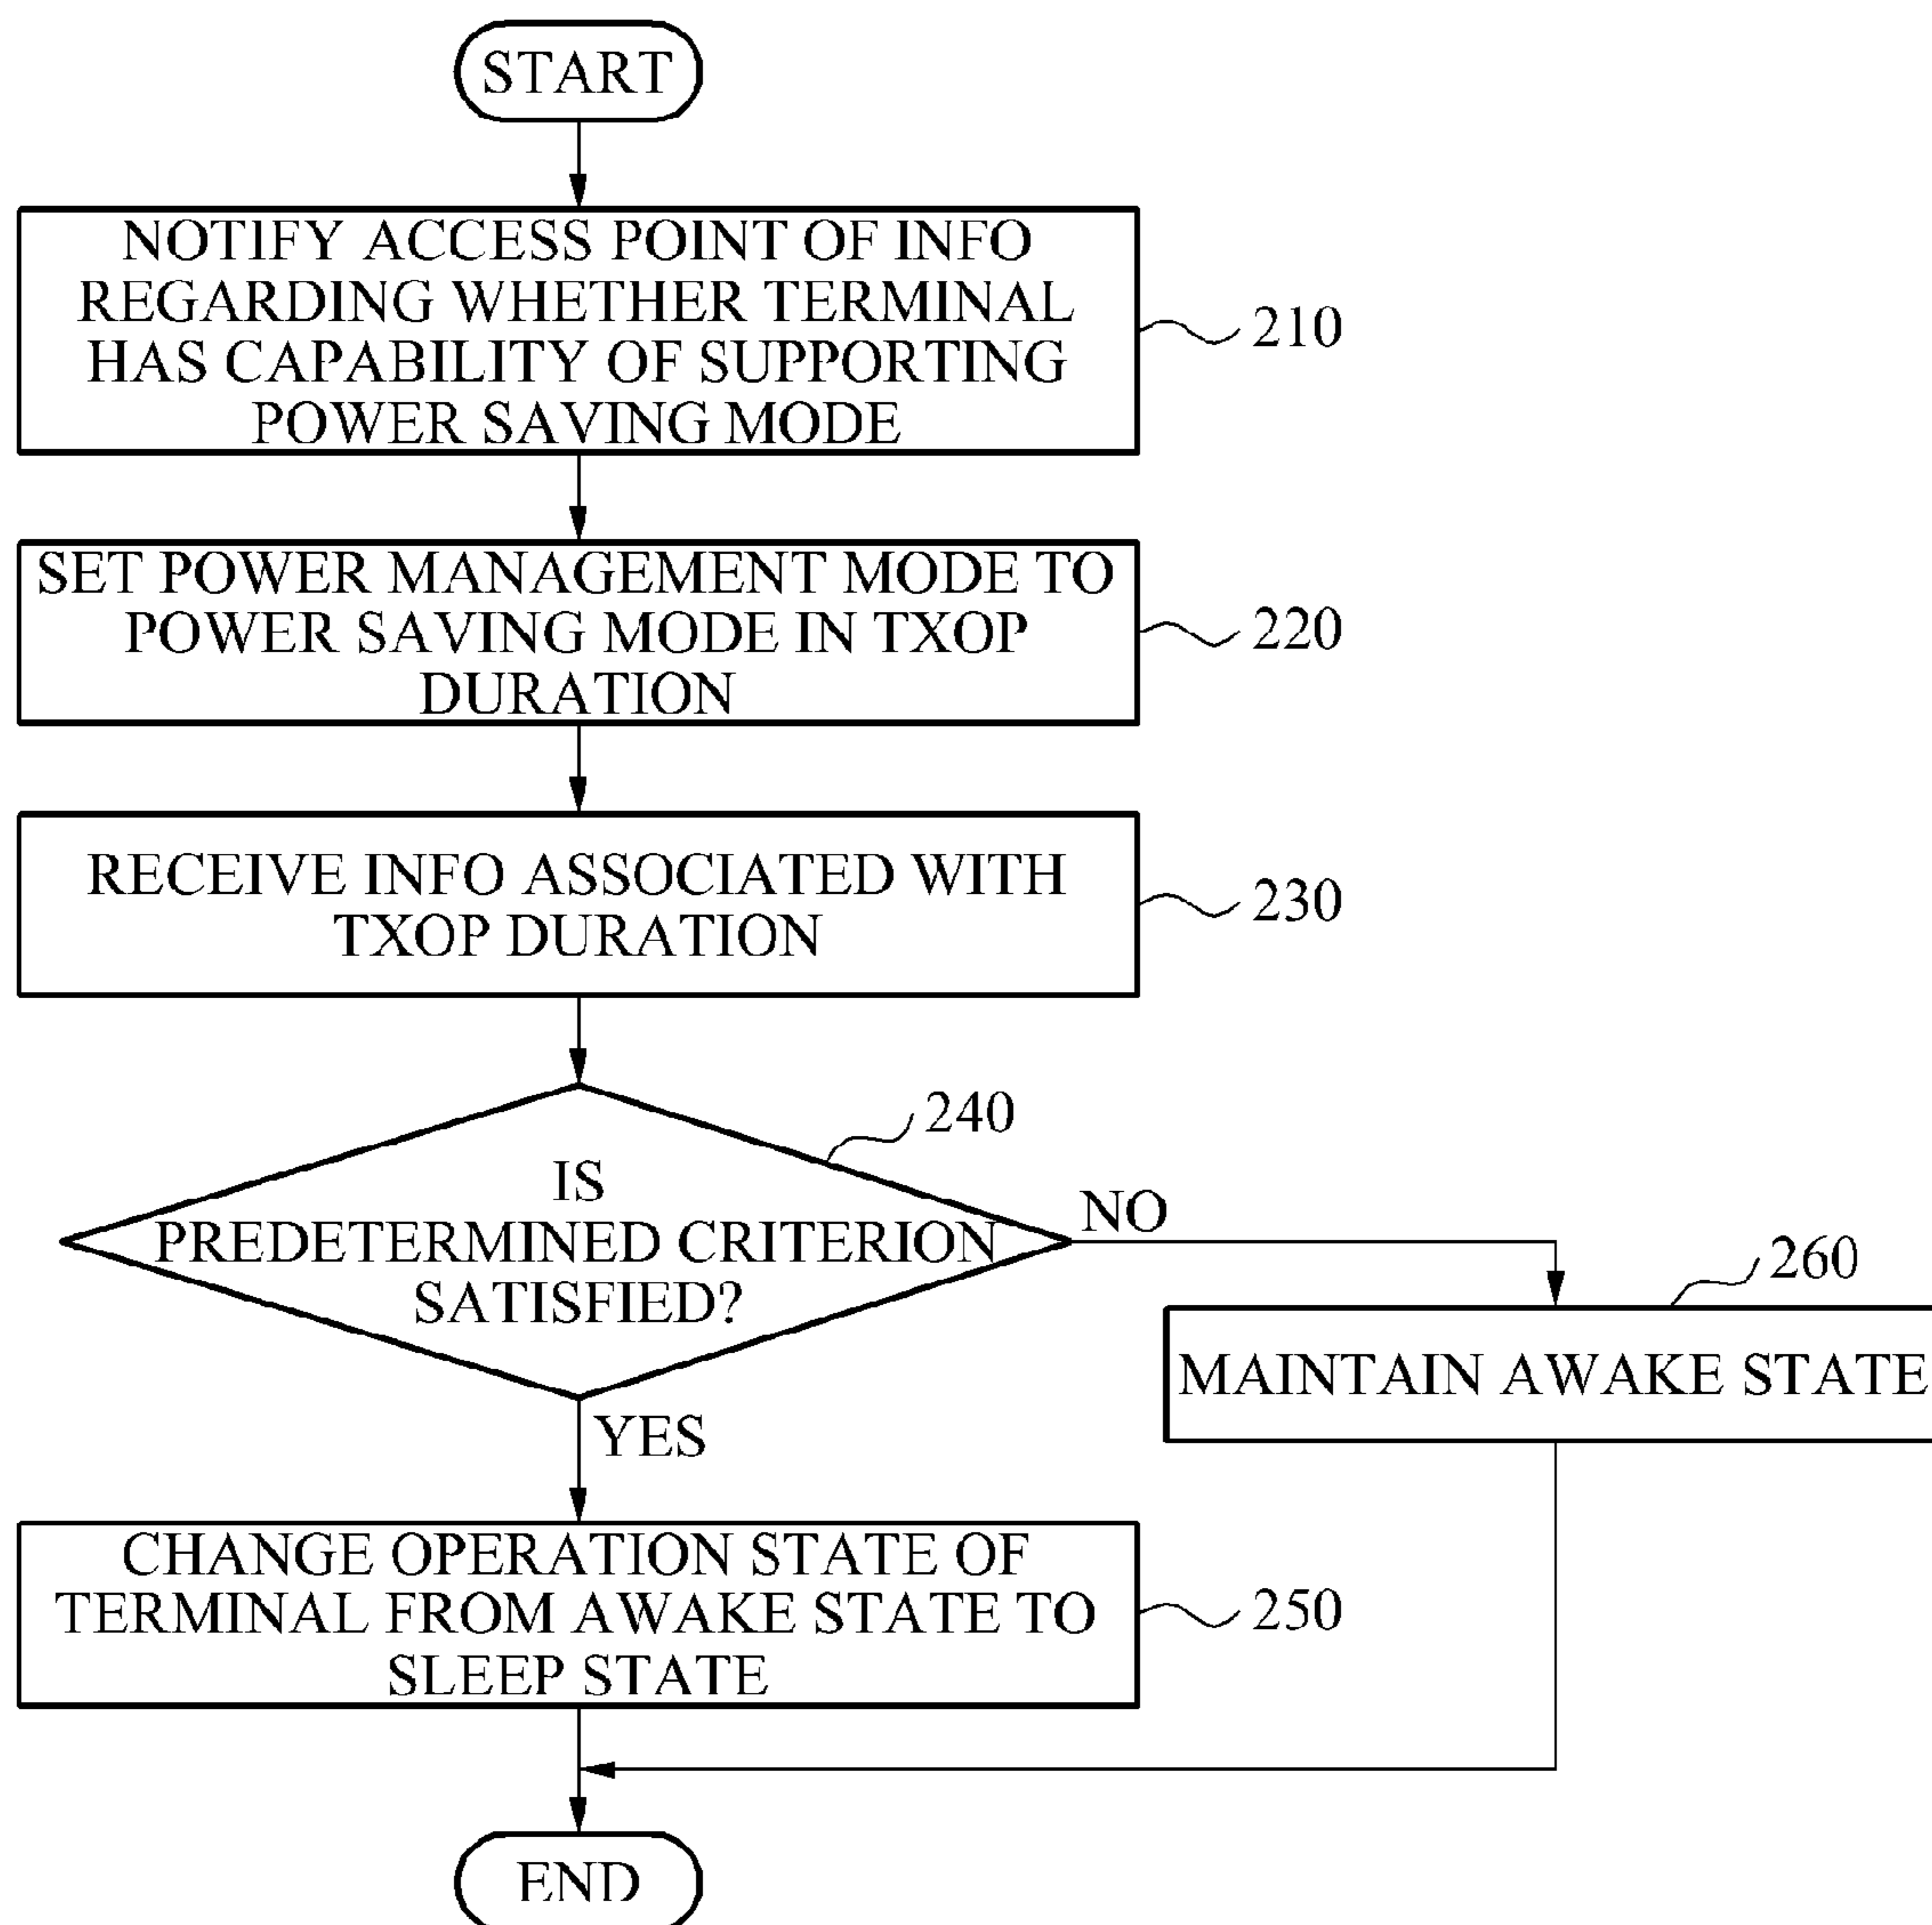 START
NOTIFY ACCESS POINT OF INFO
REGARDING WHETHER TERMINAL
HAS CAPABILITY OF SUPPORTING
POWER SAVING MODE
210
SET POWER MANAGEMENT MODE TO
POWER SAVING MODE IN TXOP
DURATION
220
RECEIVE INFO ASSOCIATED WITH
TXOP DURATION
230
240
IS
PREDETERMINED CRITERION
SATISFIED?
NO
260
MAINTAIN AWAKE STATE
YES
CHANGE OPERATION STATE OF
TERMINAL FROM AWAKE STATE TO
SLEEP STATE
250
END